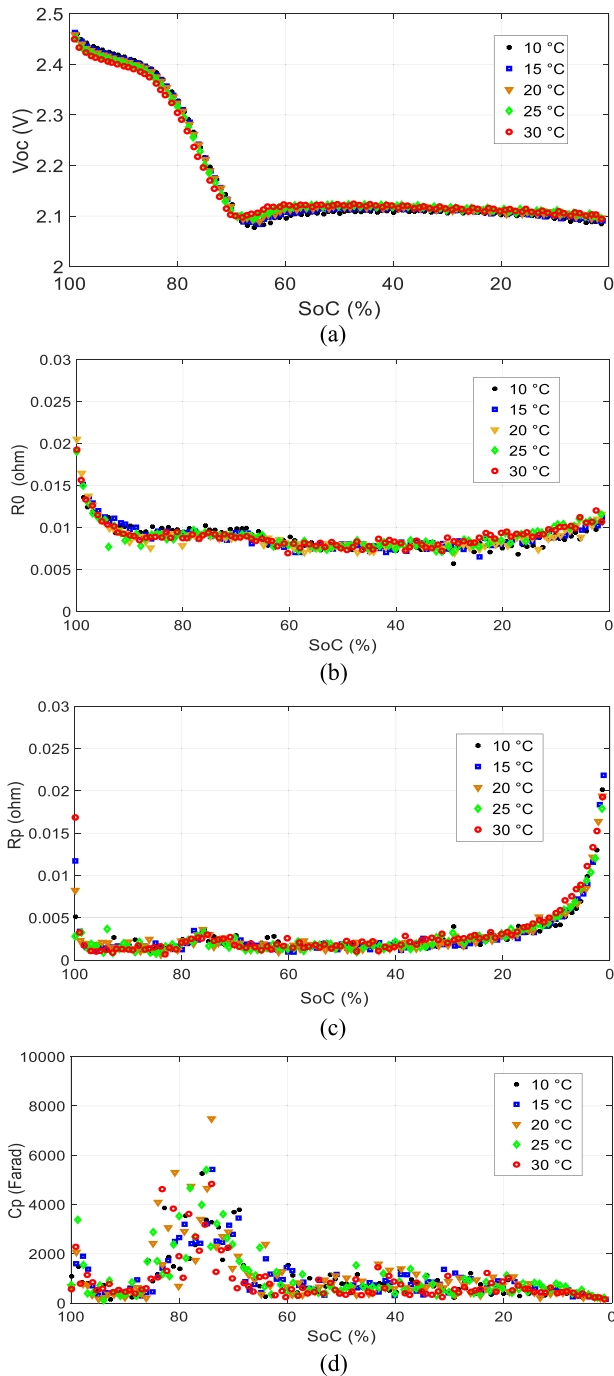 2.5
2.4
2.3
2.2
2.1
2
Voc (V)
100
80
60
40
20
0
SoC (%)
10 °C
15 °C
20 °C
25 °C
30 °C
(a)
0.03
0.025
0.02
0.015
0.01
0.005
0
R0 (ohm)
100
80
60
40
20
0
SoC (%)
10 °C
15 °C
20 °C
25 °C
30 °C
(b)
0.03
0.025
0.02
0.015
0.01
0.005
0
Rp (ohm)
100
80
60
40
20
0
SoC (%)
10 °C
15 °C
20 °C
25 °C
30 °C
(c)
10000
8000
6000
4000
2000
0
Cp (Farad)
100
80
60
40
20
0
SoC (%)
10 °C
15 °C
20 °C
25 °C
30 °C
(d)